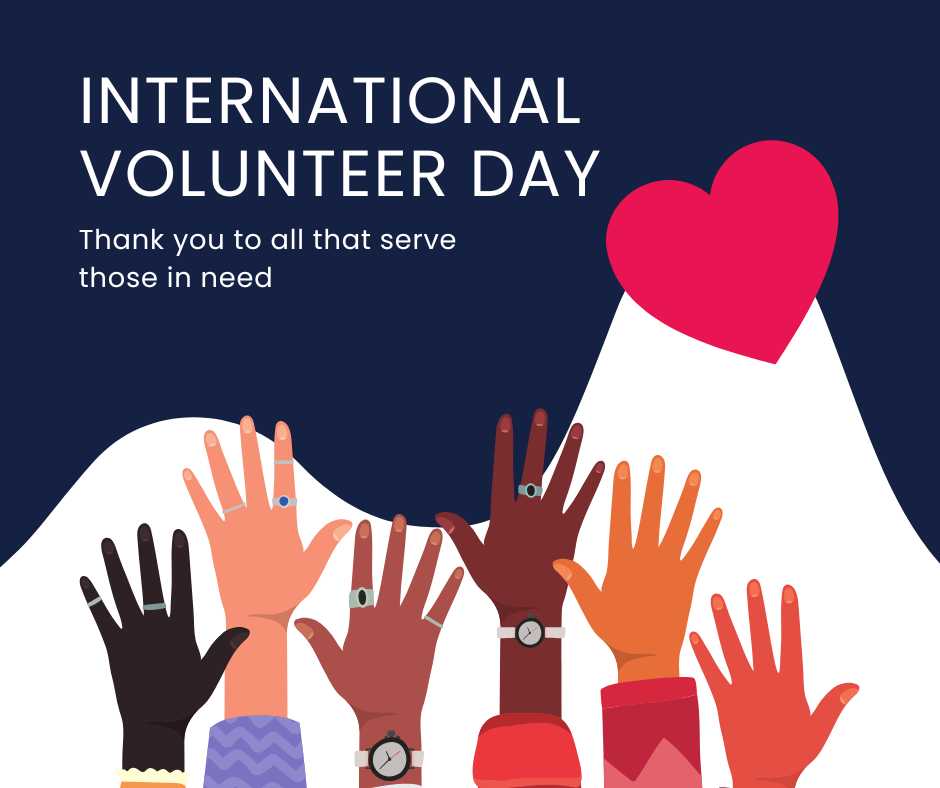 INTERNATIONAL
VOLUNTEER DAY
Thank you to all that serve
those in need